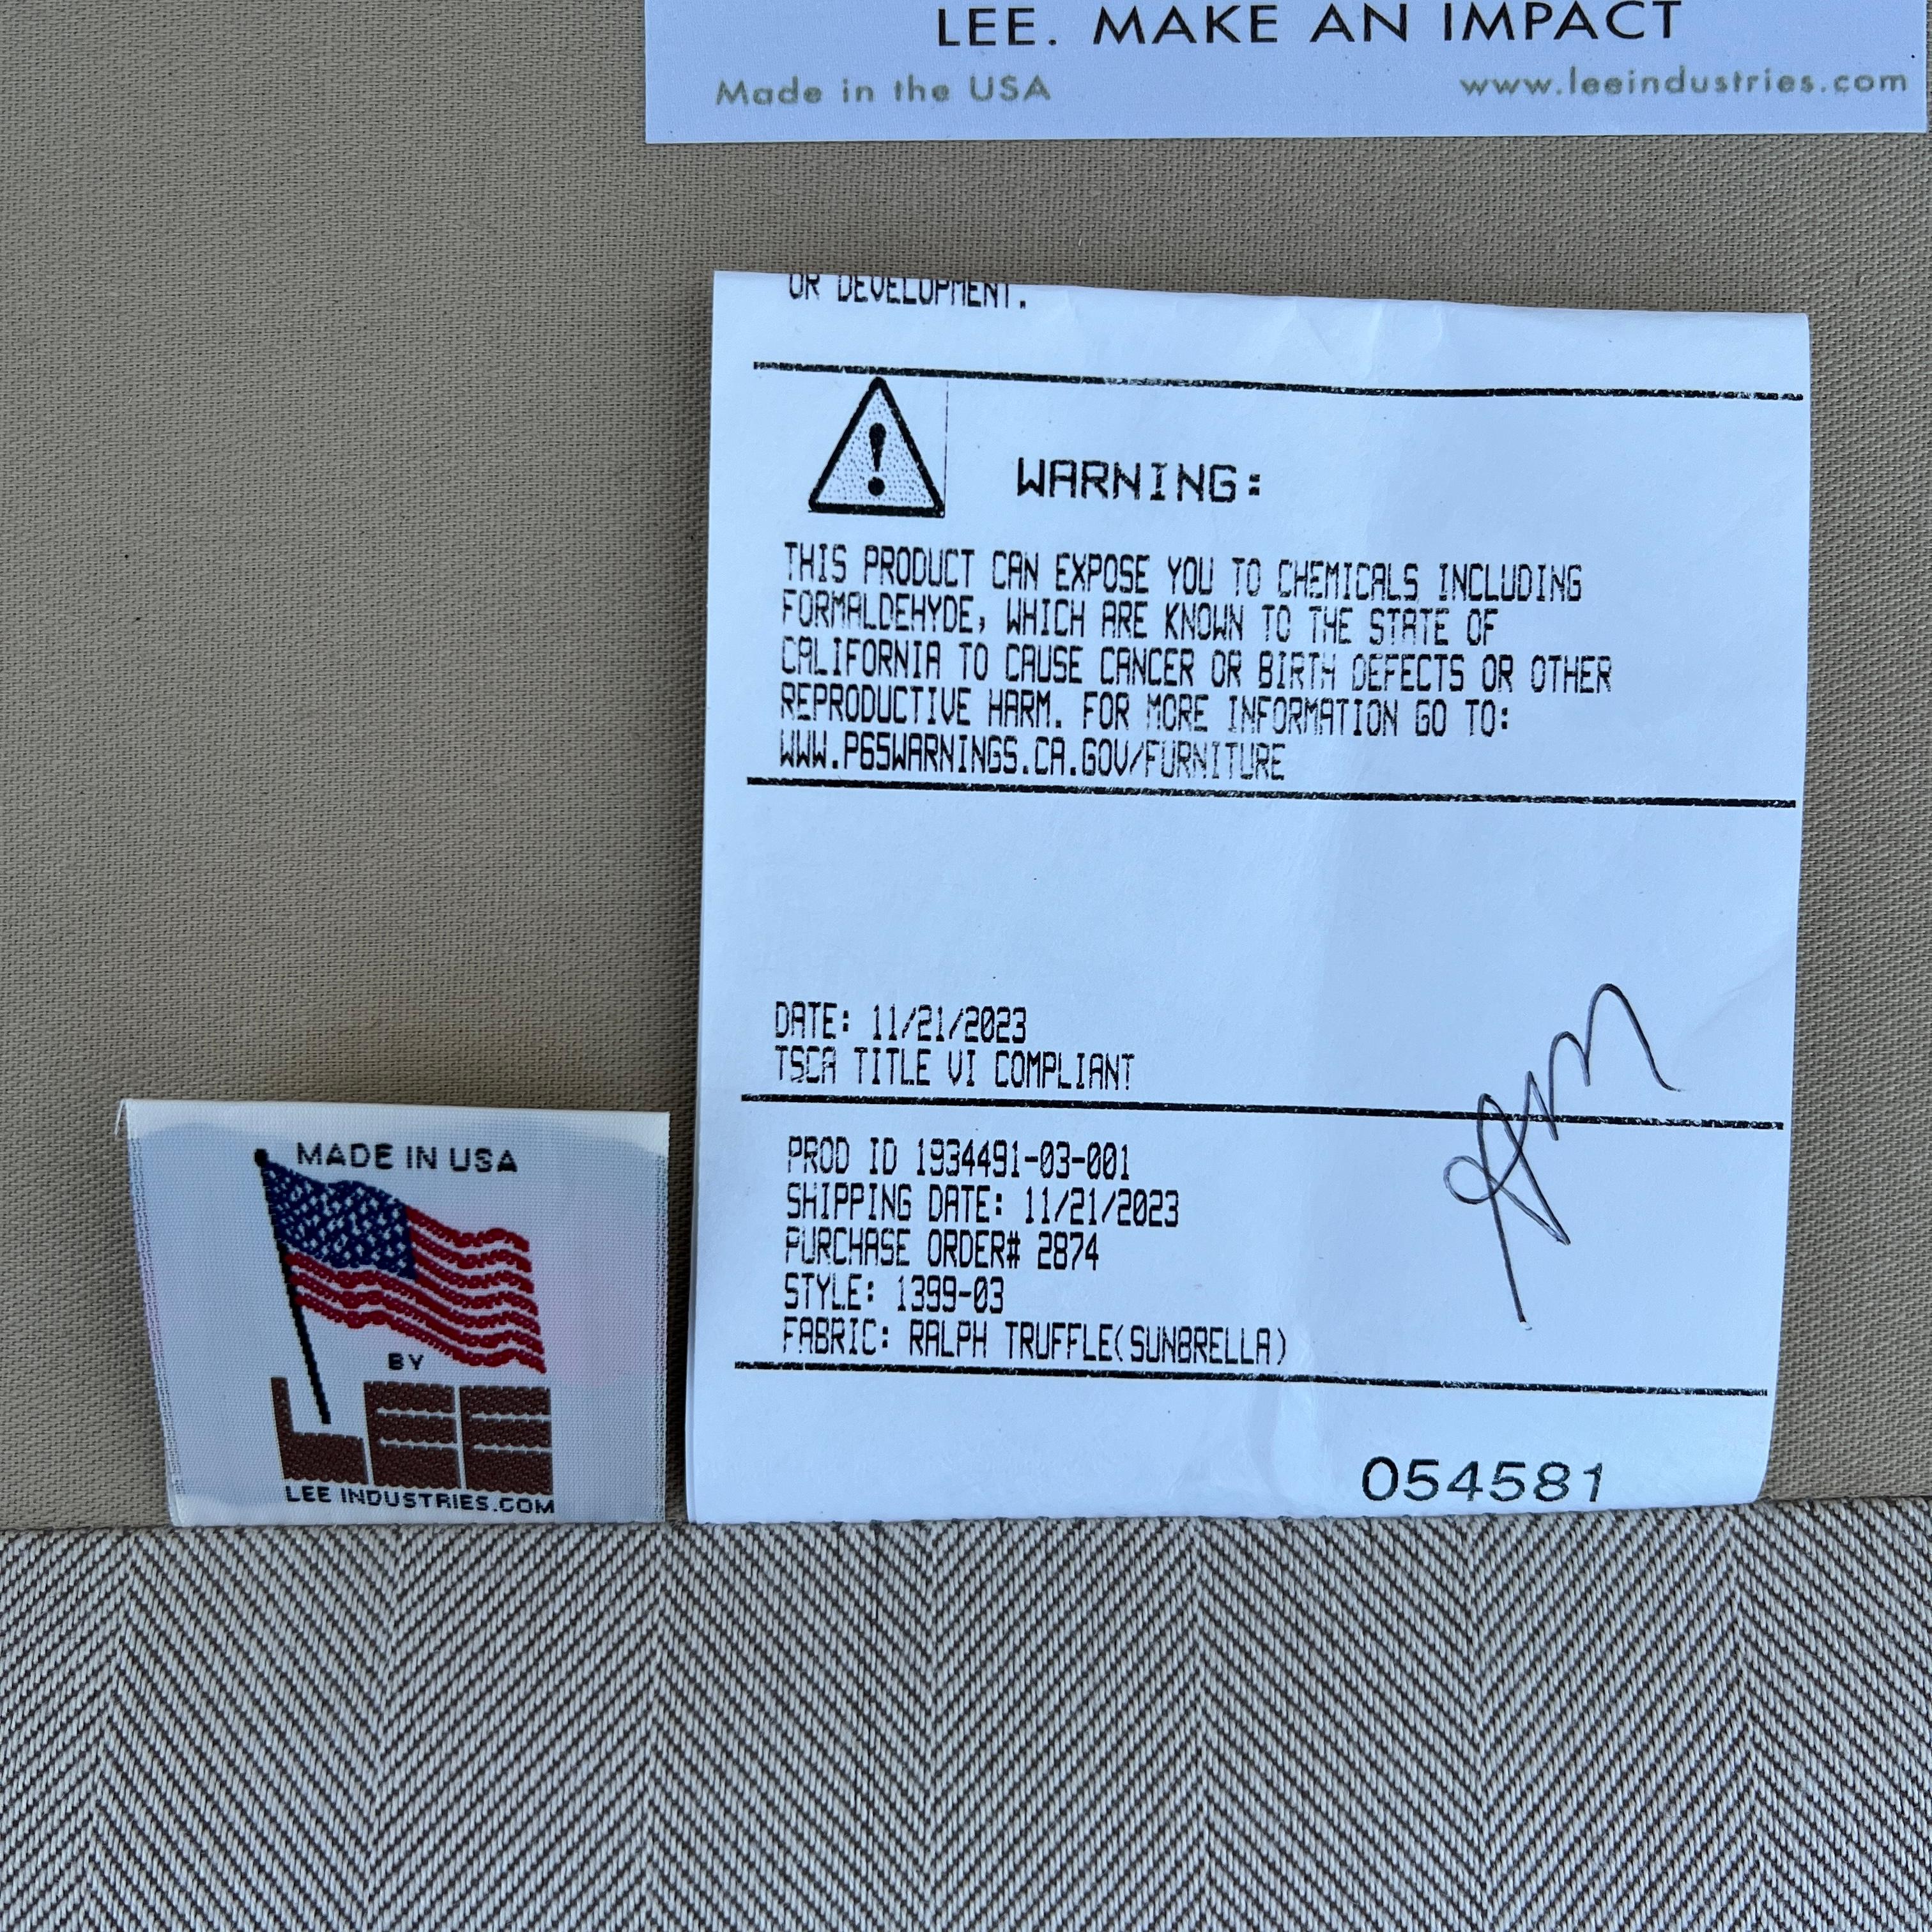 LEE. MAKE AN IMPACT
Made in the USA
www.leeindustries.com
OR DEVELOPMENT.
WARNING:
THIS PRODUCT CAN EXPOSE YOU TO CHEMICALS INCLUDING
FORMALDEHYDE, WHICH ARE KNOWN TO THE STATE OF
CALIFORNIA TO CAUSE CANCER OR BIRTH DEFECTS OR OTHER
REPRODUCTIVE HARM. FOR MORE INFORMATION GO TO:
WWW.P65WARNINGS.CA.GOV/FURNITURE
DATE: 11/21/2023
TSCA TITLE VI COMPLIANT
PROD ID 1934491-03-001
SHIPPING DATE: 11/21/2023
PURCHASE ORDER# 2874
STYLE: 1399-03
FABRIC: RALPH TRUFFLE(SUNBRELLA)
054581
MADE IN USA
BY
LEE
LEE INDUSTRIES.COM